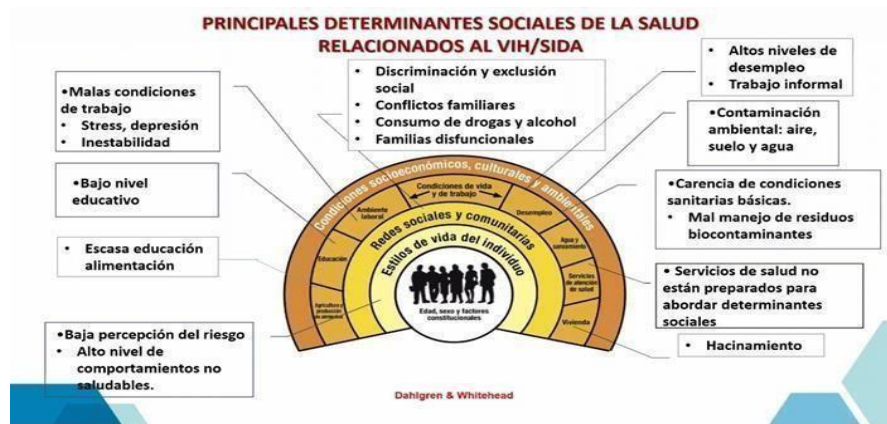 PRINCIPALES DETERMINANTES SOCIALES DE LA SALUD
RELACIONADOS AL VIH/SIDA
•Malas condiciones
de trabajo
• Stress, depresión
• Inestabilidad
• Discriminación y exclusión
social
• Conflictos familiares
• Consumo de drogas y alcohol
• Familias disfuncionales
• Altos niveles de
desempleo
• Trabajo informal
•Contaminación
ambiental: aire,
suelo y agua
•Bajo nivel
educativo
•Carencia de condiciones
sanitarias básicas.
• Mal manejo de residuos
biocontaminantes
• Escasa educación
alimentación
• Servicios de salud no
están preparados para
abordar determinantes
sociales
•Baja percepción del riesgo
• Alto nivel de
comportamientos no
saludables.
• Hacinamiento
Condiciones socioeconómicos, culturales y ambientales
Condiciones de vida
y de trabajo
Ambiente
laboral
Desempleo
Educación
Agua y
saneamiento
Servicios
de atención
de salud
Agricultura y
producción
de alimentos
Vivienda
Redes sociales y comunitarias
Estilos de vida del individuo
Edad, sexo y factores
constitucionales
Dahlgren & Whitehead